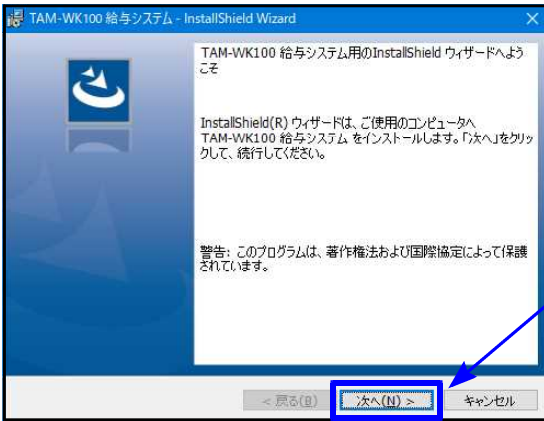 TAM-WK100 給与システム - InstallShield Wizard
TAM-WK100 給与システム用のInstallShield ウィザードへよう
こそ
InstallShield(R) ウィザードは、ご使用のコンピュータへ
TAM-WK100 給与システム をインストールします。「次へ」をクリッ
クして、続行してください。
警告: このプログラムは、著作権法および国際協定によって保護
されています。
< 戻る(B) 次へ(N) > キャンセル